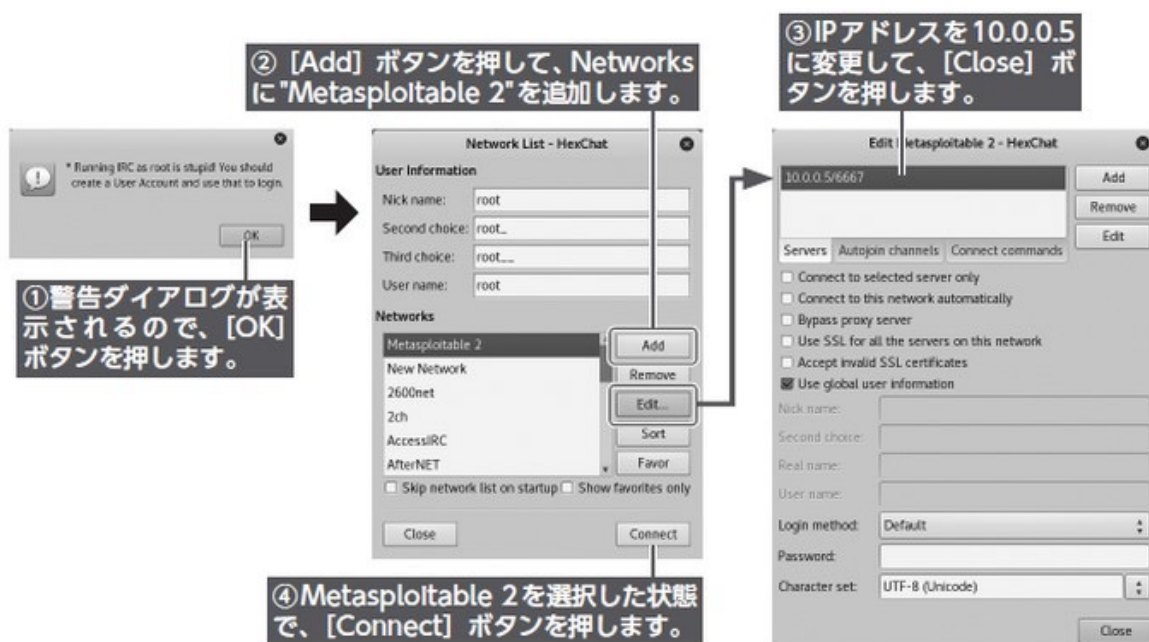 ② [Add] ボタンを押して、Networks
に"Metasploitable 2"を追加します。
③IPアドレスを10.0.0.5
に変更して、[Close] ボ
タンを押します。
* Running IRC as root is stupid! You should
create a User Account and use that to login.
OK
①警告ダイアログが表
示されるので、[OK]
ボタンを押します。
Network List - HexChat
User Information
Nick name: root
Second choice: root_
Third choice: root__
User name: root
Networks
Metasploitable 2
New Network
2600net
2ch
AccessIRC
AfterNET
Add
Remove
Edit...
Sort
Favor
Skip network list on startup
Show favorites only
Close
Connect
④Metasploitable 2を選択した状態
で、[Connect] ボタンを押します。
Edit Metasploitable 2 - HexChat
10.0.0.5/6667
Add
Remove
Edit
Servers Autojoin channels Connect commands
Connect to selected server only
Connect to this network automatically
Bypass proxy server
Use SSL for all the servers on this network
Accept invalid SSL certificates
Use global user information
Nick name:
Second choice:
Real name:
User name:
Login method: Default
Password:
Character set: UTF-8 (Unicode)
Close